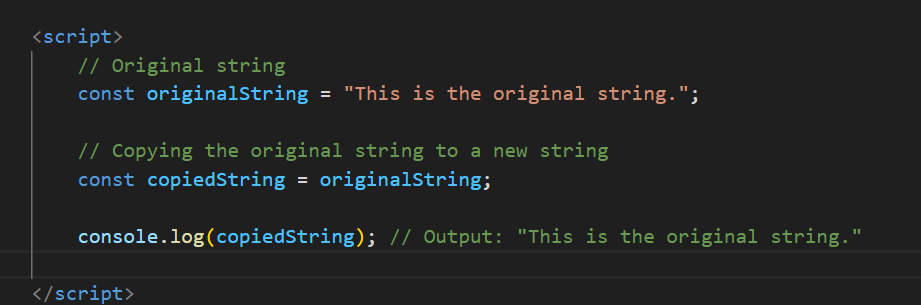 <script>
// Original string
const originalString = "This is the original string.";
// Copying the original string to a new string
const copiedString = originalString;
console.log(copiedString); // Output: "This is the original string."
</script>